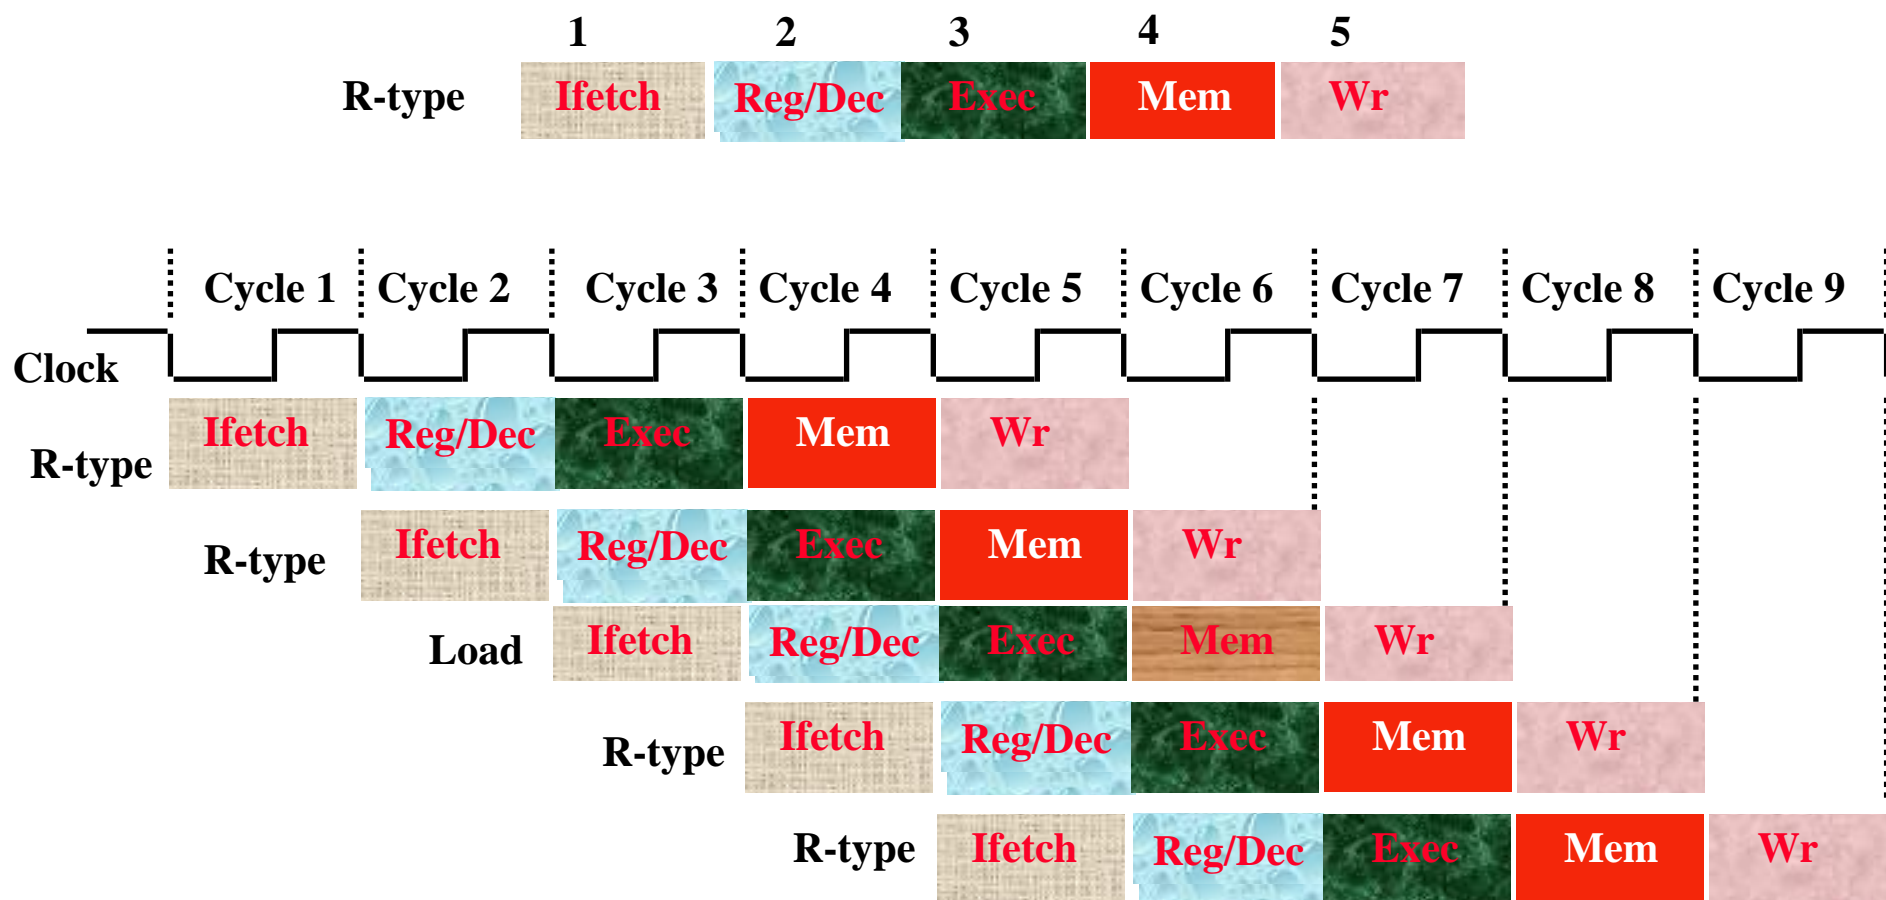 1 2 3 4 5
R-type Ifetch Reg/Dec Exec Mem Wr
Cycle 1 Cycle 2 Cycle 3 Cycle 4 Cycle 5 Cycle 6 Cycle 7 Cycle 8 Cycle 9
Clock
R-type Ifetch Reg/Dec Exec Mem Wr
R-type Ifetch Reg/Dec Exec Mem Wr
Load Ifetch Reg/Dec Exec Mem Wr
R-type Ifetch Reg/Dec Exec Mem Wr
R-type Ifetch Reg/Dec Exec Mem Wr